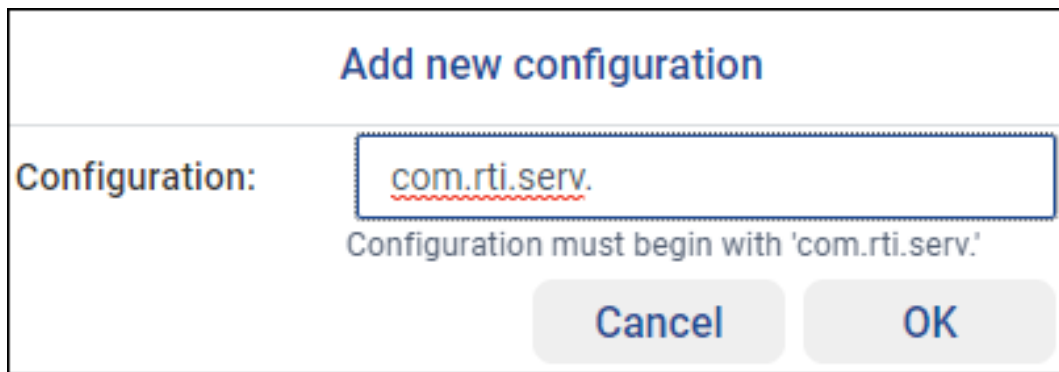 Add new configuration
Configuration: com.rti.serv.
Configuration must begin with 'com.rti.serv.'
Cancel OK